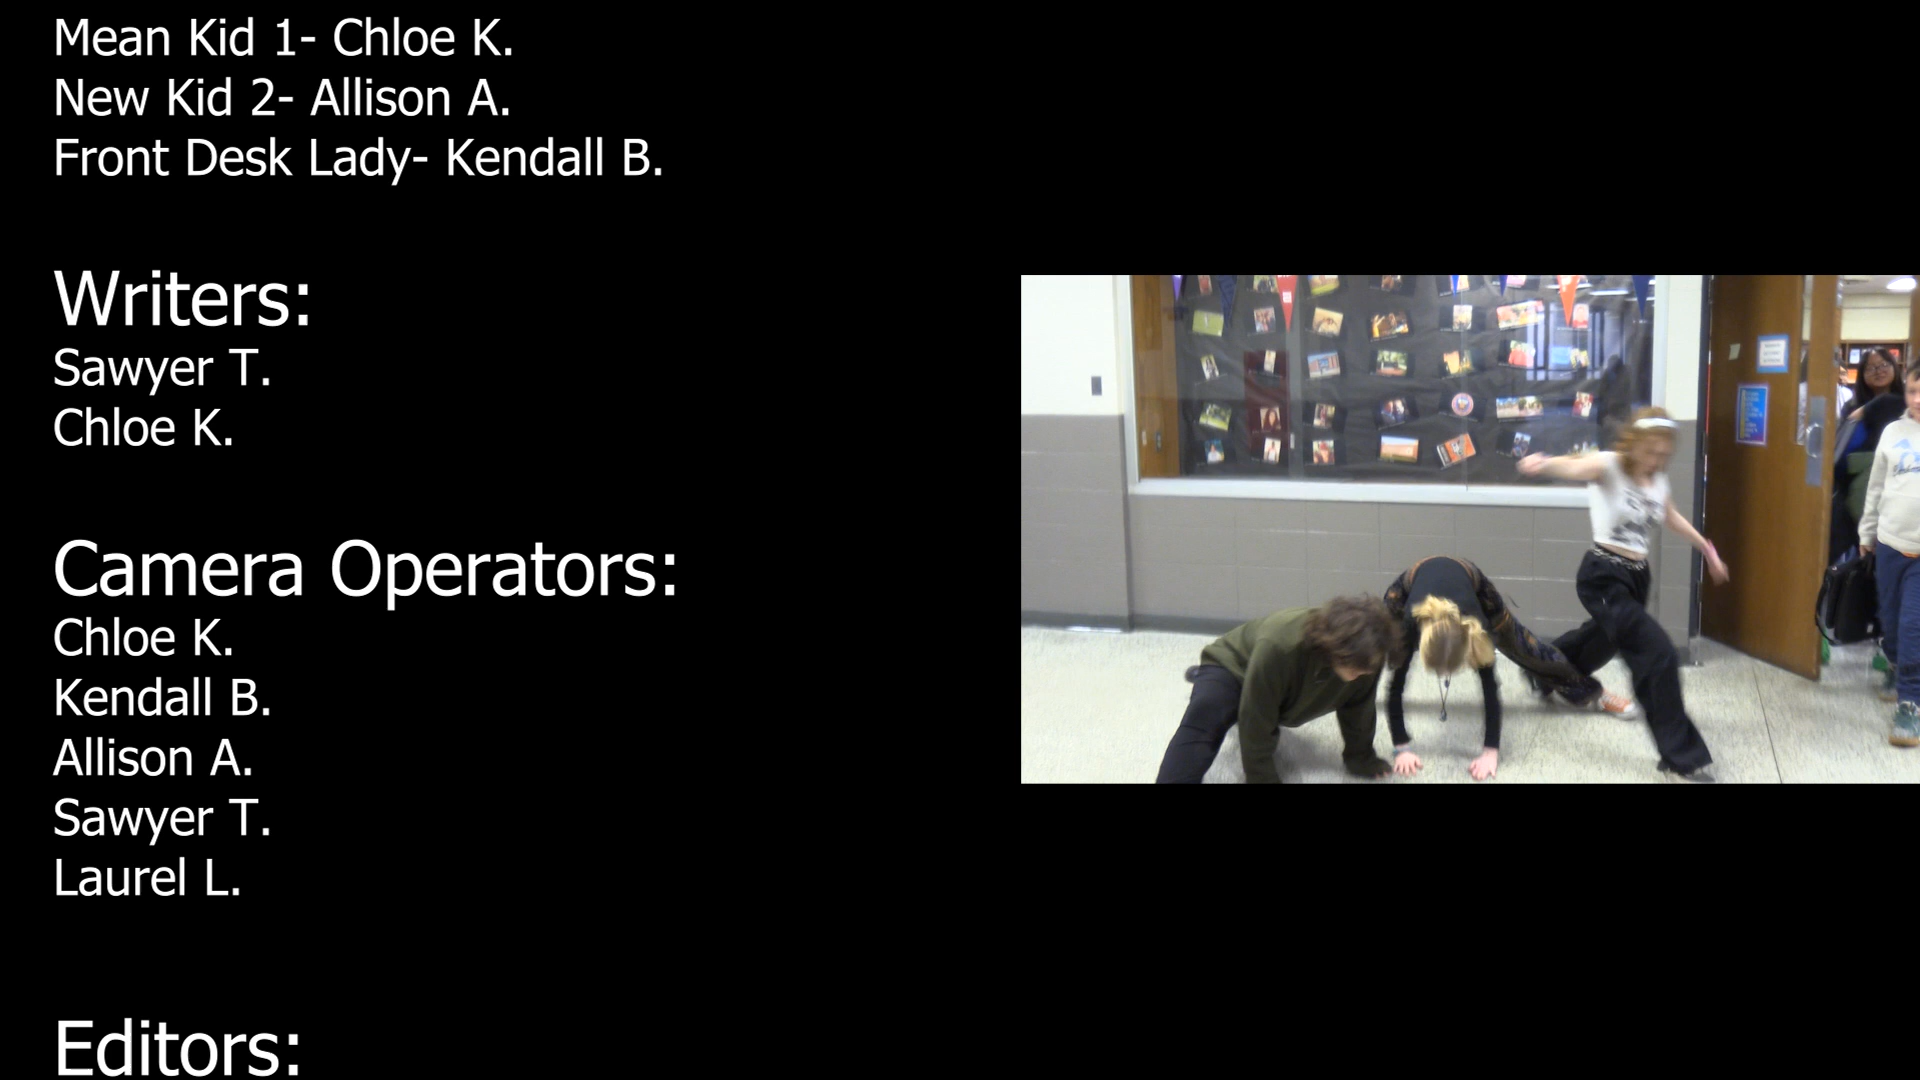 Mean Kid 1- Chloe K.
New Kid 2- Allison A.
Front Desk Lady- Kendall B.
Writers:
Sawyer T.
Chloe K.
Camera Operators:
Chloe K.
Kendall B.
Allison A.
Sawyer T.
Laurel L.
Editors: